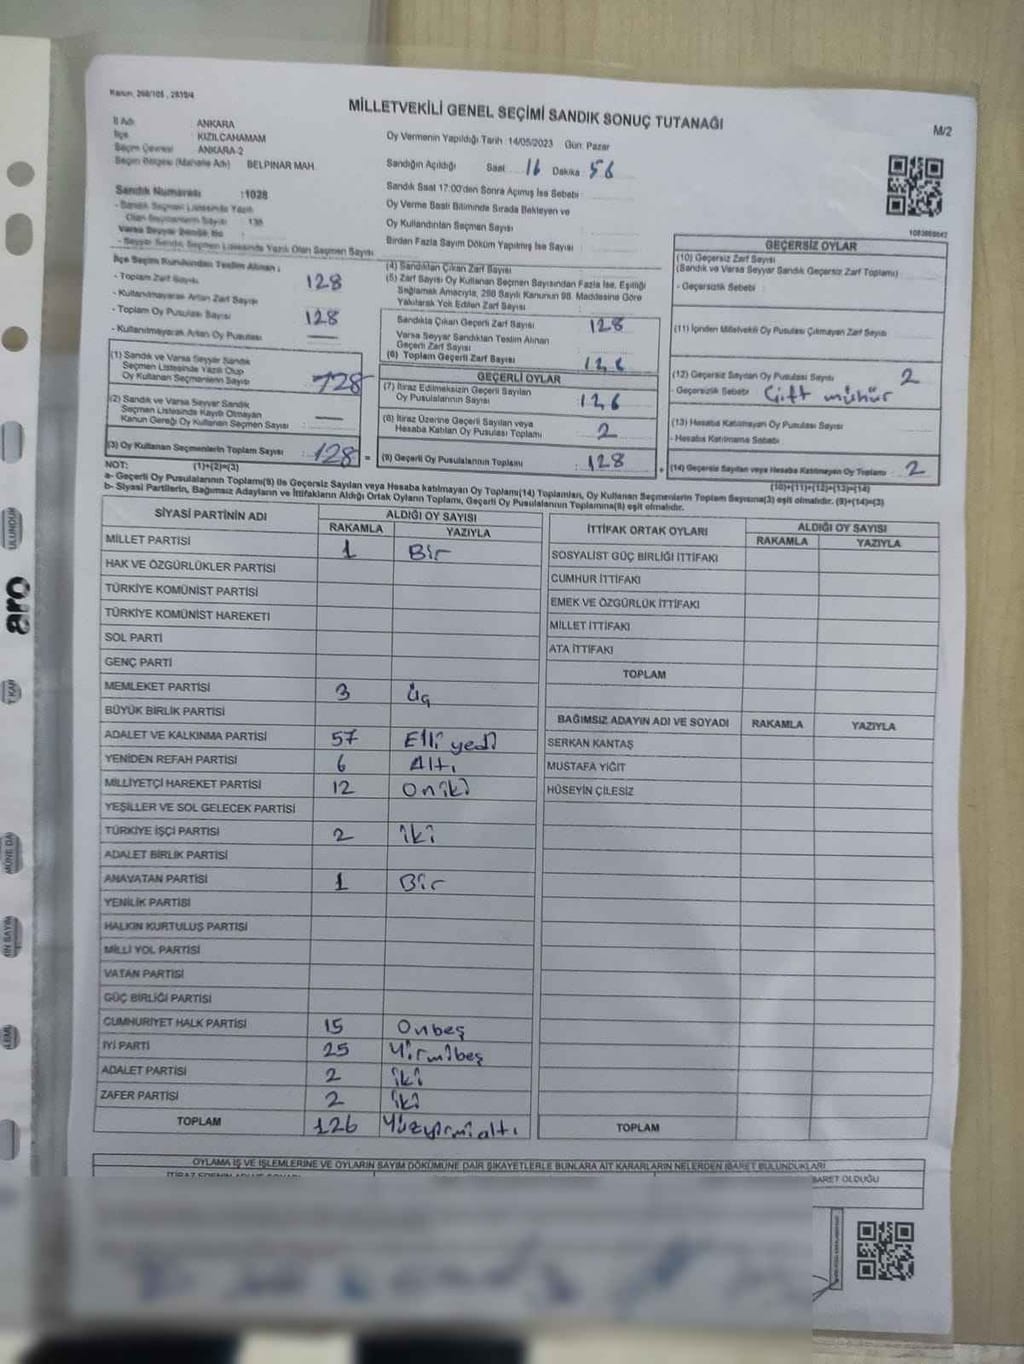 Kanun, 298/105 , 2839/4
MİLLETVEKİLİ GENEL SEÇİMİ SANDIK SONUÇ TUTANAĞI
M/2
İl Adı ANKARA
İlçe KIZILCAHAMAM
Seçim Çevresi ANKARA-2
Seçim Bölgesi (Mahalle Adı) BELPINAR MAH.
Sandık Numarası :1028
- Sandık Seçmen Listesinde Yazılı
Olan Seçmenlerin Sayısı
Varsa Seyyar Sandık No
- Seyyar Sandık Seçmen Listesinde Yazılı Olan Seçmen Sayısı
Oy Vermenin Yapıldığı Tarih :14/05/2023 Gün: Pazar
Sandığın Açıldığı Saat 16 Dakika 56
Sandık Saat 17:00'den Sonra Açılmış İse Sebebi
Oy Verme Saati Bitiminde Sırada Bekleyen ve
Oy Kullandırılan Seçmen Sayısı
Birden Fazla Sayım Döküm Yapılmış İse Sayısı
1083869642
İlçe Seçim Kurulundan Teslim Alınan :
- Toplam Zarf Sayısı 128
- Kullanılmayarak Artan Zarf Sayısı
- Toplam Oy Pusulası Sayısı 128
- Kullanılmayarak Artan Oy Pusulası —
(1) Sandık ve Varsa Seyyar Sandık
Seçmen Listesinde Yazılı Olup
Oy Kullanan Seçmenlerin Sayısı 128
(2) Sandık ve Varsa Seyyar Sandık
Seçmen Listesinde Kayıtlı Olmayan
Kanun Gereği Oy Kullanan Seçmen Sayısı : —
(3) Oy Kullanan Seçmenlerin Toplam Sayısı : 128 =
(1)+(2)=(3)
(4) Sandıktan Çıkan Zarf Sayısı
(5) Zarf Sayısı Oy Kullanan Seçmen Sayısından Fazla İse, Eşitliği
Sağlamak Amacıyla, 298 Sayılı Kanunun 98. Maddesine Göre
Yakılarak Yok Edilen Zarf Sayısı
Sandıkta Çıkan Geçerli Zarf Sayısı 128
Varsa Seyyar Sandıktan Teslim Alınan
Geçerli Zarf Sayısı
(6) Toplam Geçerli Zarf Sayısı 126
GEÇERLİ OYLAR
(7) İtiraz Edilmeksizin Geçerli Sayılan
Oy Pusulalarının Sayısı 126
(8) İtiraz Üzerine Geçerli Sayılan veya
Hesaba Katılan Oy Pusulası Toplamı 2
(9) Geçerli Oy Pusulalarının Toplamı : 128 +
GEÇERSİZ OYLAR
(10) Geçersiz Zarf Sayısı
(Sandık ve Varsa Seyyar Sandık Geçersiz Zarf Toplamı)
- Geçersizlik Sebebi
(11) İçinden Milletvekili Oy Pusulası Çıkmayan Zarf Sayısı
(12) Geçersiz Sayılan Oy Pusulası Sayısı 2
- Geçersizlik Sebebi Çift mühür
(13) Hesaba Katılmayan Oy Pusulası Sayısı
- Hesaba Katılmama Sebebi
(14) Geçersiz Sayılan veya Hesaba Katılmayan Oy Toplamı 2
(10)+(11)+(12)+(13)=(14)
NOT:
a- Geçerli Oy Pusulalarının Toplamı(9) ile Geçersiz Sayılan veya Hesaba katılmayan Oy Toplamı(14) Toplamları, Oy Kullanan Seçmenlerin Toplam Sayısına(3) eşit olmalıdır. (9)+(14)=(3)
b- Siyasi Partilerin, Bağımsız Adayların ve İttifakların Aldığı Ortak Oyların Toplamı, Geçerli Oy Pusulalarının Toplamına(9) eşit olmalıdır.
SİYASİ PARTİNİN ADI ALDIĞI OY SAYISI
RAKAMLA YAZIYLA
MİLLET PARTİSİ 1 Bir
HAK VE ÖZGÜRLÜKLER PARTİSİ
TÜRKİYE KOMÜNİST PARTİSİ
TÜRKİYE KOMÜNİST HAREKETİ
SOL PARTİ
GENÇ PARTİ
MEMLEKET PARTİSİ 3 Üç
BÜYÜK BİRLİK PARTİSİ
ADALET VE KALKINMA PARTİSİ 57 Elli yedi
YENİDEN REFAH PARTİSİ 6 Altı
MİLLİYETÇİ HAREKET PARTİSİ 12 oniki
YEŞİLLER VE SOL GELECEK PARTİSİ
TÜRKİYE İŞÇİ PARTİSİ 2 iki
ADALET BİRLİK PARTİSİ
ANAVATAN PARTİSİ 1 Bir
YENİLİK PARTİSİ
HALKIN KURTULUŞ PARTİSİ
MİLLİ YOL PARTİSİ
VATAN PARTİSİ
GÜÇ BİRLİĞİ PARTİSİ
CUMHURİYET HALK PARTİSİ 15 Onbeş
İYİ PARTİ 25 Yirmibeş
ADALET PARTİSİ 2 iki
ZAFER PARTİSİ 2 iki
TOPLAM 126 Yüzyirmialtı
İTTİFAK ORTAK OYLARI ALDIĞI OY SAYISI
RAKAMLA YAZIYLA
SOSYALİST GÜÇ BİRLİĞİ İTTİFAKI
CUMHUR İTTİFAKI
EMEK VE ÖZGÜRLÜK İTTİFAKI
MİLLET İTTİFAKI
ATA İTTİFAKI
TOPLAM
BAĞIMSIZ ADAYIN ADI VE SOYADI RAKAMLA YAZIYLA
SERKAN KANTAŞ
MUSTAFA YİĞİT
HÜSEYİN ÇİLESİZ
TOPLAM
OYLAMA İŞ VE İŞLEMLERİNE VE OYLARIN SAYIM DÖKÜMÜNE DAİR ŞİKAYETLERLE BUNLARA AİT KARARLARIN NELERDEN İBARET BULUNDUKLARI
OLDUĞU
aro